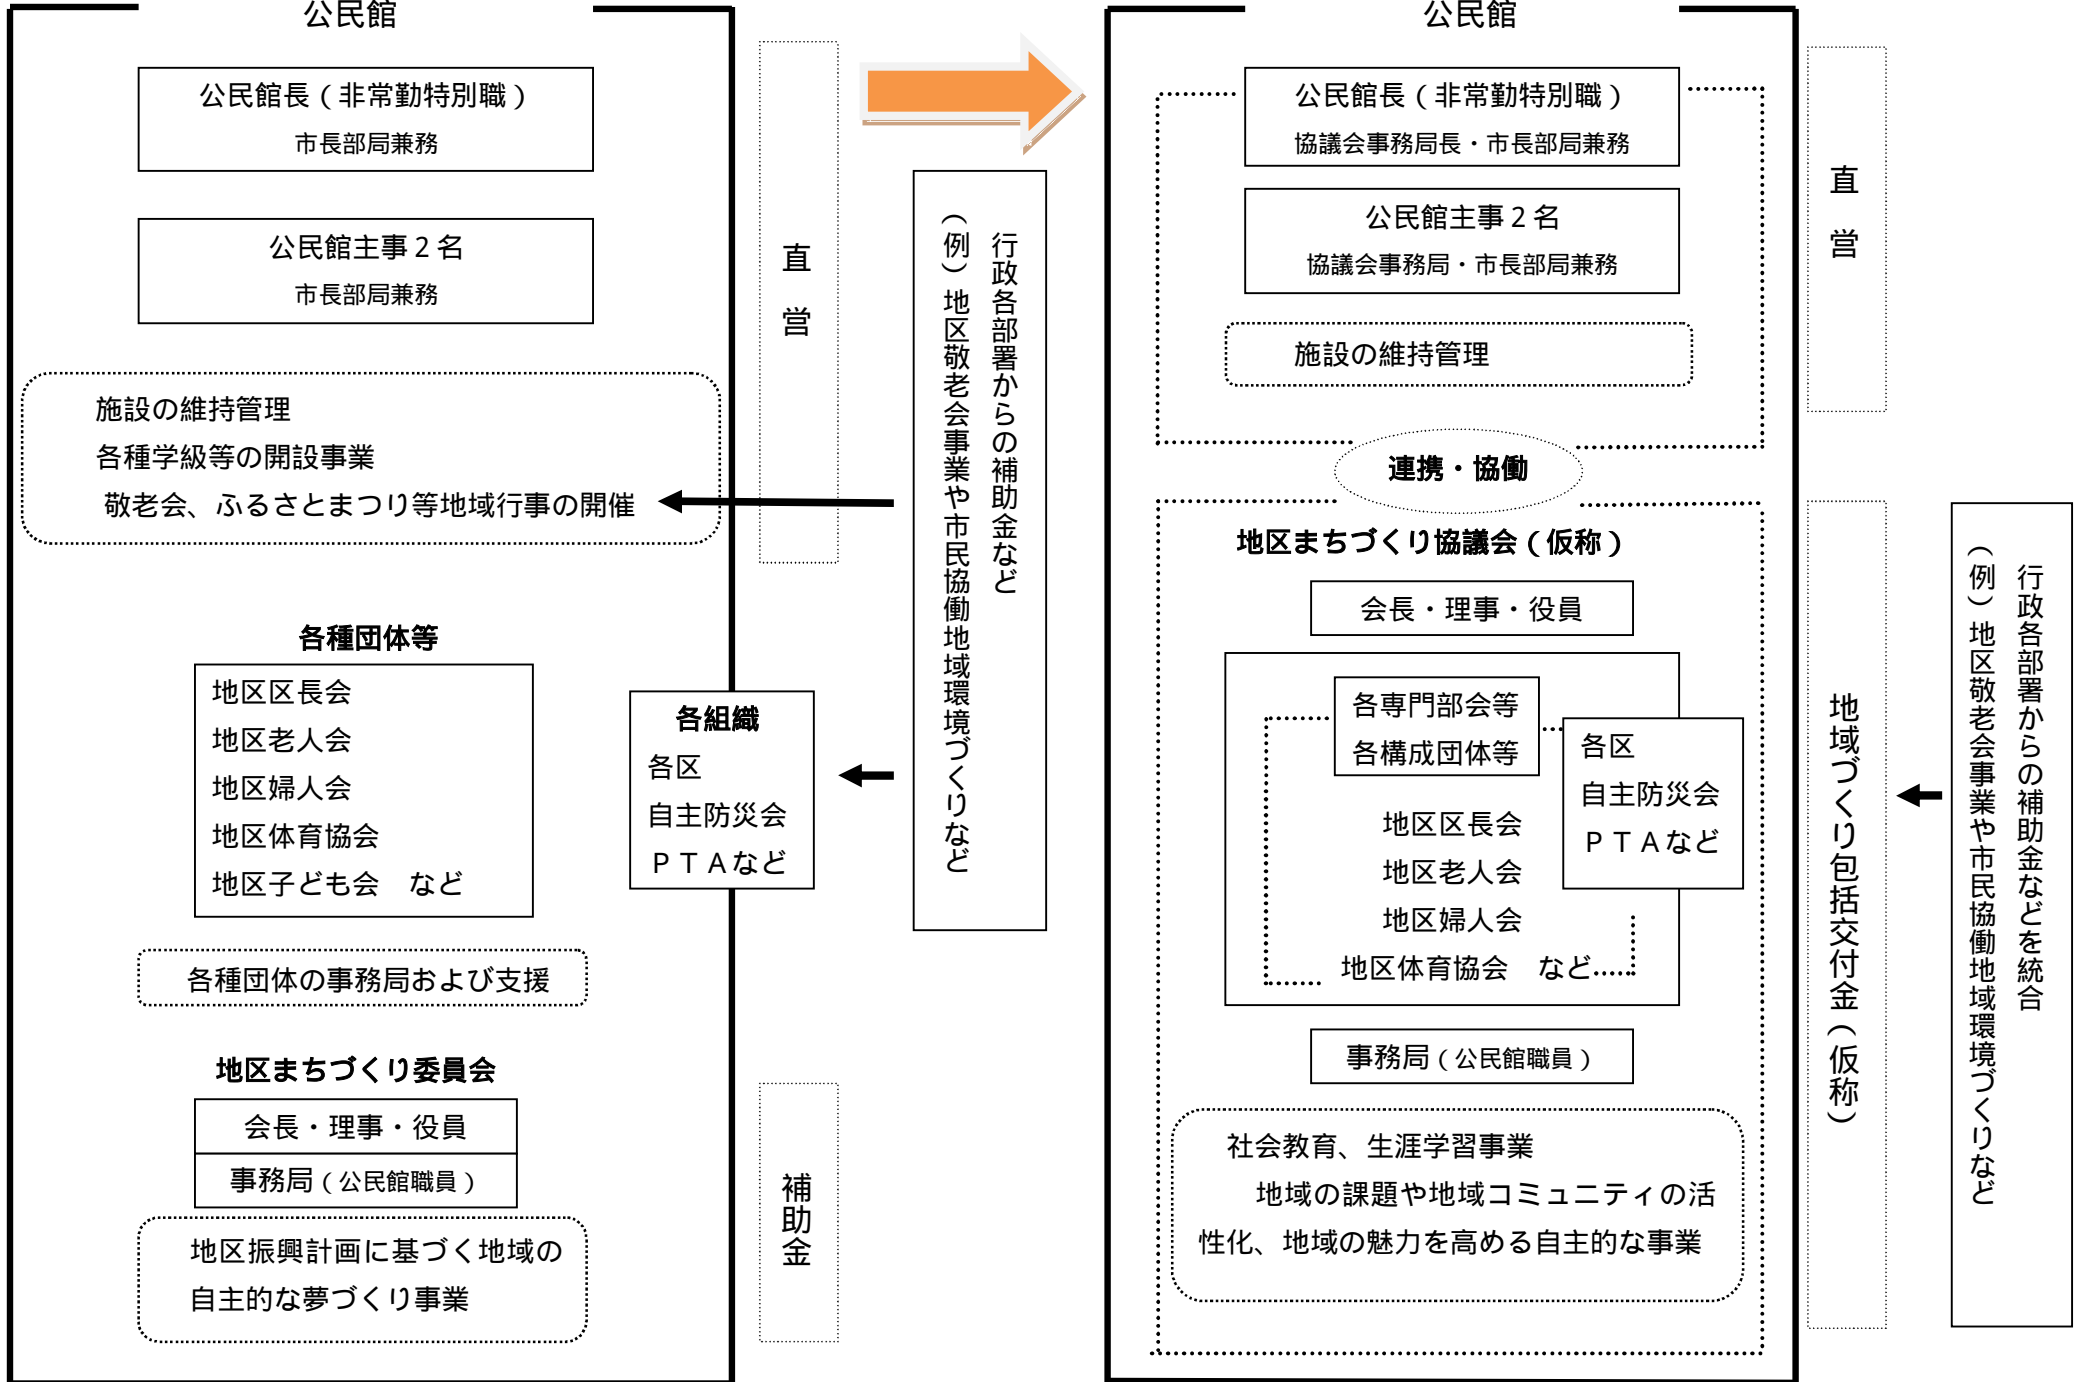 公民館
公民館長(非常勤特別職)
市長部局兼務
公民館主事2名
市長部局兼務
施設の維持管理
各種学級等の開設事業
敬老会、ふるさとまつり等地域行事の開催
直営
各種団体等
地区区長会
地区老人会
地区婦人会
地区体育協会
地区子ども会 など
各組織
各区
自主防災会
PTAなど
各種団体の事務局および支援
地区まちづくり委員会
会長・理事・役員
事務局(公民館職員)
地区振興計画に基づく地域の
自主的な夢づくり事業
補助金
行政各部署からの補助金など
(例)地区敬老会事業や市民協働地域環境づくりなど
公民館
公民館長(非常勤特別職)
協議会事務局長・市長部局兼務
公民館主事2名
協議会事務局・市長部局兼務
施設の維持管理
直営
連携・協働
地区まちづくり協議会(仮称)
会長・理事・役員
各専門部会等
各構成団体等
各区
自主防災会
PTAなど
地区区長会
地区老人会
地区婦人会
地区体育協会 など
事務局(公民館職員)
社会教育、生涯学習事業
地域の課題や地域コミュニティの活
性化、地域の魅力を高める自主的な事業
地域づくり包括交付金(仮称)
行政各部署からの補助金などを統合
(例)地区敬老会事業や市民協働地域環境づくりなど